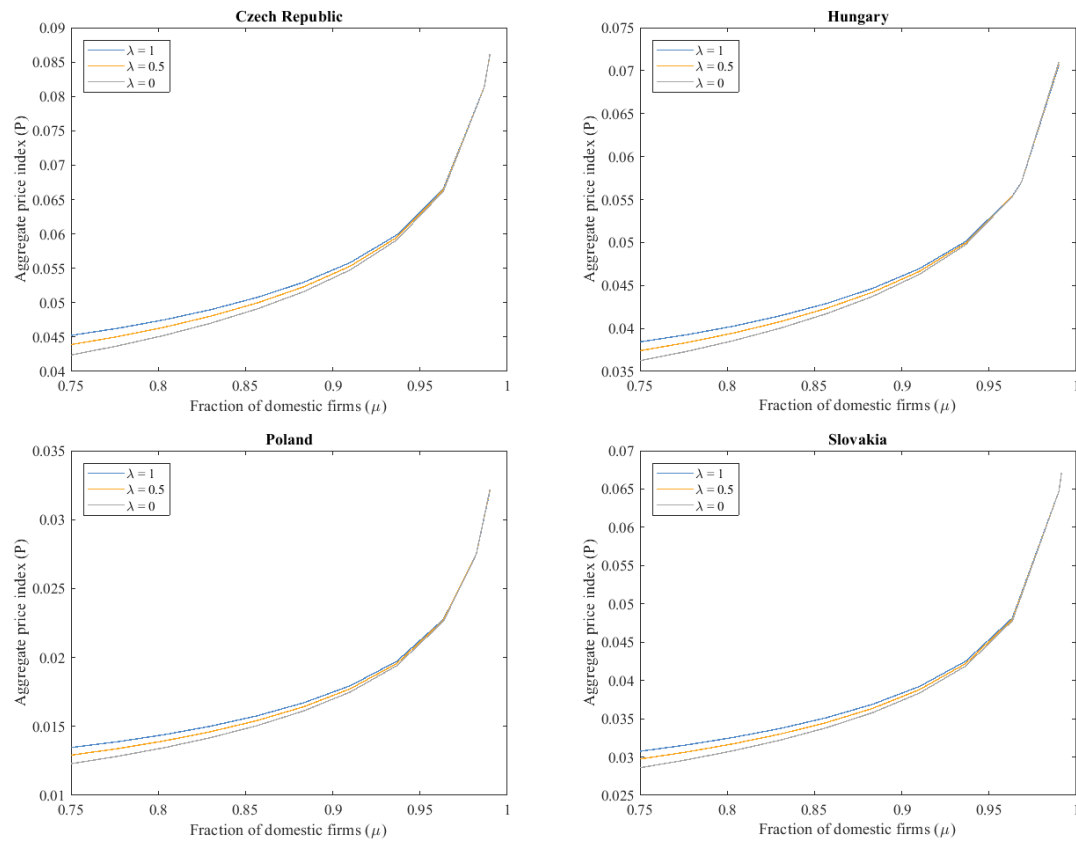 Czech Republic
0.09
0.085
0.08
0.075
0.07
0.065
0.06
0.055
0.05
0.045
0.04
Aggregate price index (P)
λ = 1
λ = 0.5
λ = 0
0.75
0.8
0.85
0.9
0.95
1
Fraction of domestic firms (μ)
Hungary
0.075
0.07
0.065
0.06
0.055
0.05
0.045
0.04
0.035
Aggregate price index (P)
λ = 1
λ = 0.5
λ = 0
0.75
0.8
0.85
0.9
0.95
1
Fraction of domestic firms (μ)
Poland
0.035
0.03
0.025
0.02
0.015
0.01
Aggregate price index (P)
λ = 1
λ = 0.5
λ = 0
0.75
0.8
0.85
0.9
0.95
1
Fraction of domestic firms (μ)
Slovakia
0.07
0.065
0.06
0.055
0.05
0.045
0.04
0.035
0.03
0.025
Aggregate price index (P)
λ = 1
λ = 0.5
λ = 0
0.75
0.8
0.85
0.9
0.95
1
Fraction of domestic firms (μ)